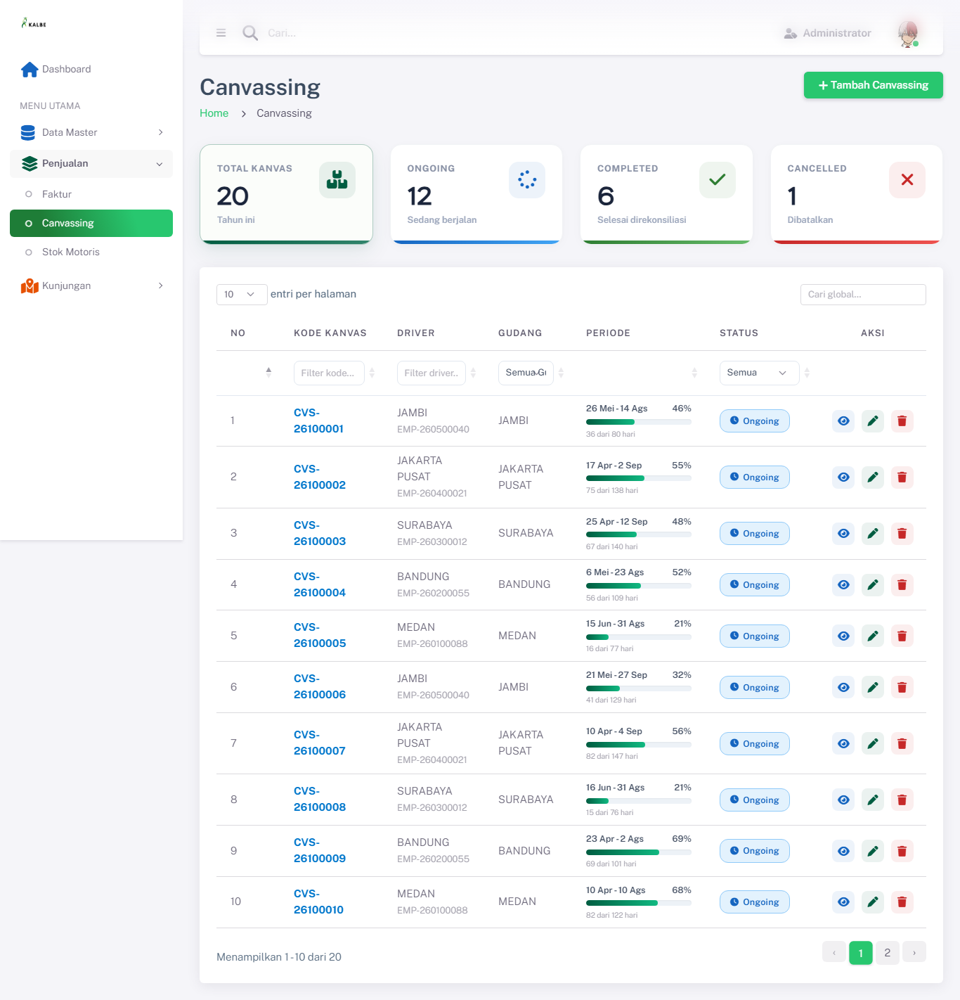 KALBE
Dashboard
MENU UTAMA
Data Master
Penjualan
Faktur
Canvassing
Stok Motoris
Kunjungan
Cari...
Administrator
Canvassing
Home
Canvassing
Tambah Canvassing
TOTAL KANVAS
20
Tahun ini
ONGOING
12
Sedang berjalan
COMPLETED
6
Selesai direkonsiliasi
CANCELLED
1
Dibatalkan
10 entri per halaman
Cari global...
NO KODE KANVAS DRIVER GUDANG PERIODE STATUS AKSI
Filter kode... Filter driver.. Semua Gu Semua
1 CVS-26100001 JAMBI EMP-260500040 JAMBI 26 Mei - 14 Ags 46% 36 dari 80 hari Ongoing
2 CVS-26100002 JAKARTA PUSAT EMP-260400021 JAKARTA PUSAT 17 Apr - 2 Sep 55% 75 dari 138 hari Ongoing
3 CVS-26100003 SURABAYA EMP-260300012 SURABAYA 25 Apr - 12 Sep 48% 67 dari 140 hari Ongoing
4 CVS-26100004 BANDUNG EMP-260200055 BANDUNG 6 Mei - 23 Ags 52% 56 dari 109 hari Ongoing
5 CVS-26100005 MEDAN EMP-260100088 MEDAN 15 Jun - 31 Ags 21% 16 dari 77 hari Ongoing
6 CVS-26100006 JAMBI EMP-260500040 JAMBI 21 Mei - 27 Sep 32% 41 dari 129 hari Ongoing
7 CVS-26100007 JAKARTA PUSAT EMP-260400021 JAKARTA PUSAT 10 Apr - 4 Sep 56% 82 dari 147 hari Ongoing
8 CVS-26100008 SURABAYA EMP-260300012 SURABAYA 16 Jun - 31 Ags 21% 15 dari 76 hari Ongoing
9 CVS-26100009 BANDUNG EMP-260200055 BANDUNG 23 Apr - 2 Ags 69% 69 dari 101 hari Ongoing
10 CVS-26100010 MEDAN EMP-260100088 MEDAN 10 Apr - 10 Ags 68% 82 dari 122 hari Ongoing
Menampilkan 1 - 10 dari 20
‹ 1 2 ›